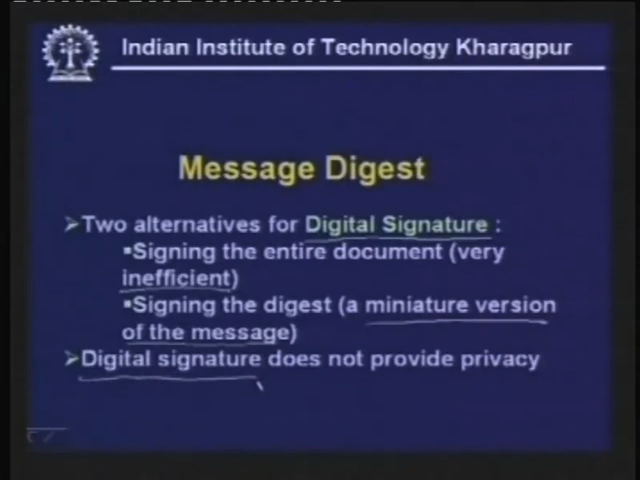 Indian Institute of Technology Kharagpur
Message Digest
➢Two alternatives for Digital Signature :
▪Signing the entire document (very
inefficient)
▪Signing the digest (a miniature version
of the message)
➢Digital signature does not provide privacy